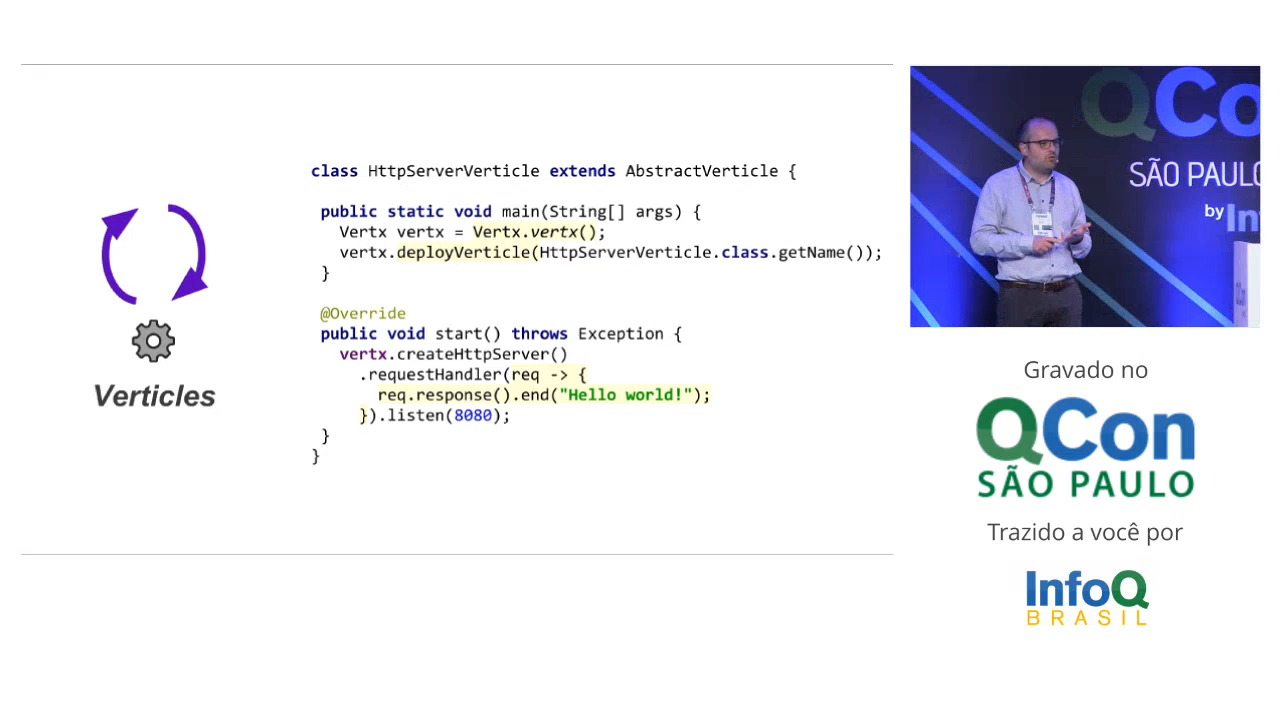 Verticles
class HttpServerVerticle extends AbstractVerticle {
public static void main(String[] args) {
Vertx vertx = Vertx.vertx();
vertx.deployVerticle(HttpServerVerticle.class.getName());
}
@Override
public void start() throws Exception {
vertx.createHttpServer()
.requestHandler(req -> {
req.response().end("Hello world!");
}).listen(8080);
}
}
QCo
SÃO PAULO
by In
Gravado no
QCon
SÃO PAULO
Trazido a você por
InfoQ
BRASIL